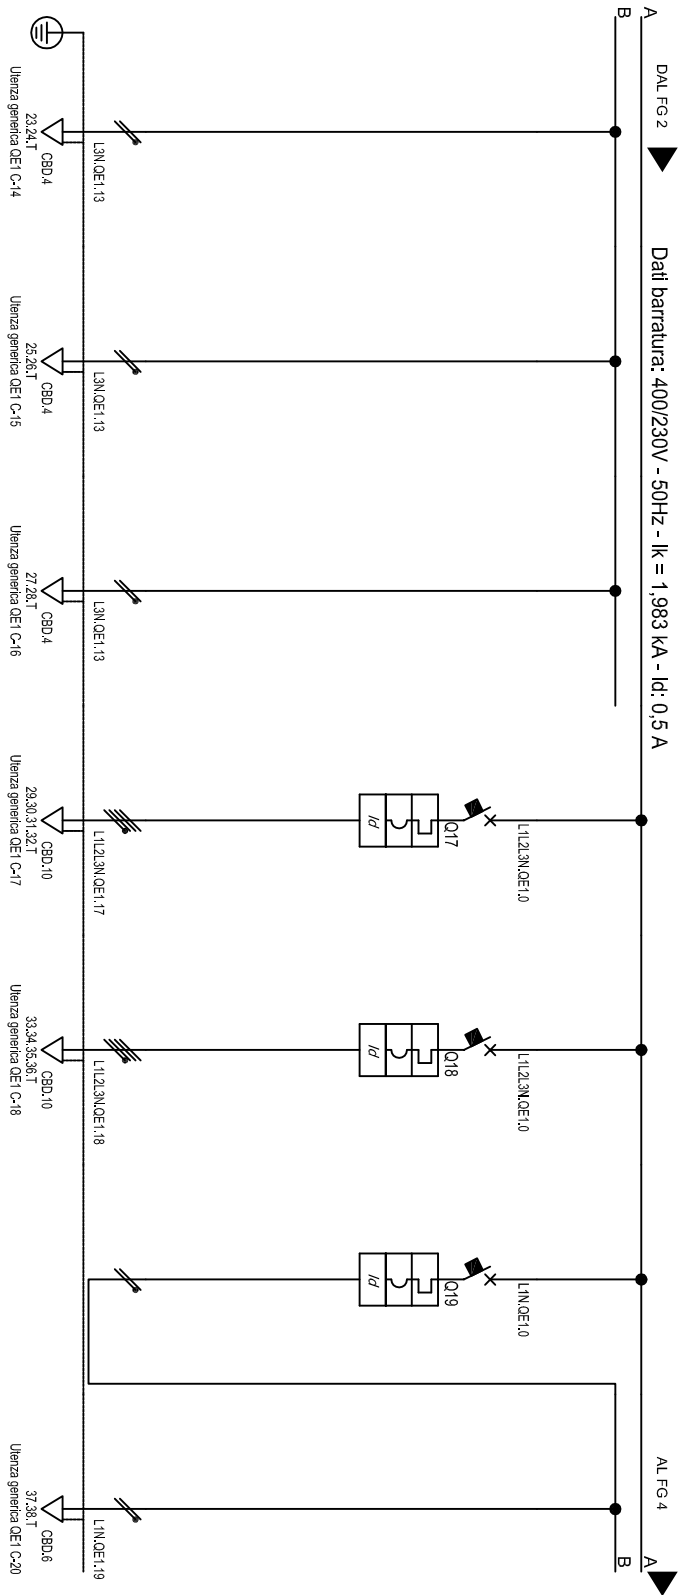 A
B
DAL FG 2
Dati barratura: 400/230V - 50Hz - Ik = 1,983 kA - Id: 0,5 A
AL FG 4
A
B
L3N.QE1.13
CBD.4
23.24.T
Utenza generica QE1 C-14
L3N.QE1.13
CBD.4
25.26.T
Utenza generica QE1 C-15
L3N.QE1.13
CBD.4
27.28.T
Utenza generica QE1 C-16
L1L2L3N.QE1.0
Q17
Id
L1L2L3N.QE1.17
CBD.10
29.30.31.32.T
Utenza generica QE1 C-17
L1L2L3N.QE1.0
Q18
Id
L1L2L3N.QE1.18
CBD.10
33.34.35.36.T
Utenza generica QE1 C-18
L1N.QE1.0
Q19
Id
L1N.QE1.19
CBD.6
37.38.T
Utenza generica QE1 C-20